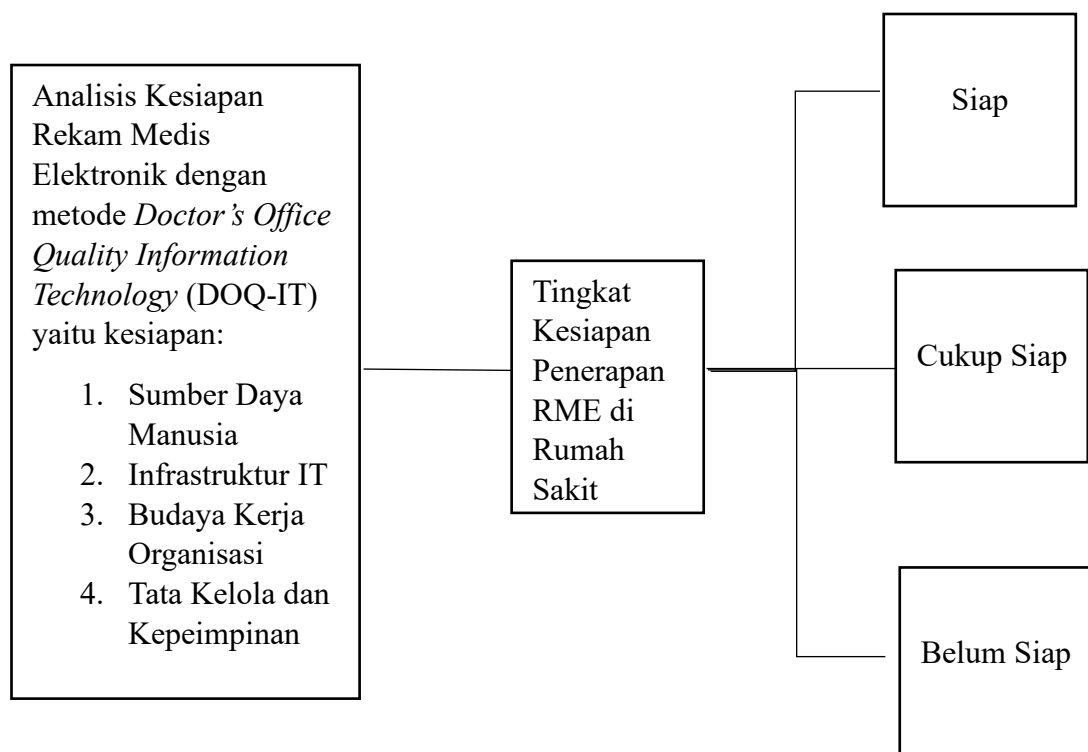 Analisis Kesiapan
Rekam Medis
Elektronik dengan
metode Doctor’s Office
Quality Information
Technology (DOQ-IT)
yaitu kesiapan:
1. Sumber Daya
Manusia
2. Infrastruktur IT
3. Budaya Kerja
Organisasi
4. Tata Kelola dan
Kepeimpinan
Tingkat
Kesiapan
Penerapan
RME di
Rumah
Sakit
Siap
Cukup Siap
Belum Siap